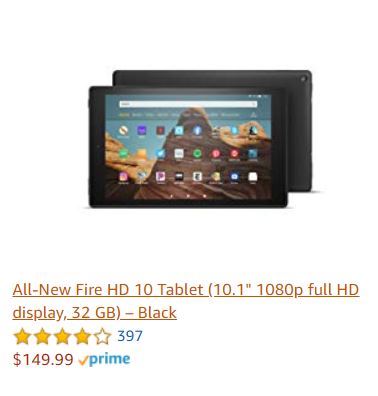 All-New Fire HD 10 Tablet (10.1" 1080p full HD
display, 32 GB) – Black
397
$149.99 prime